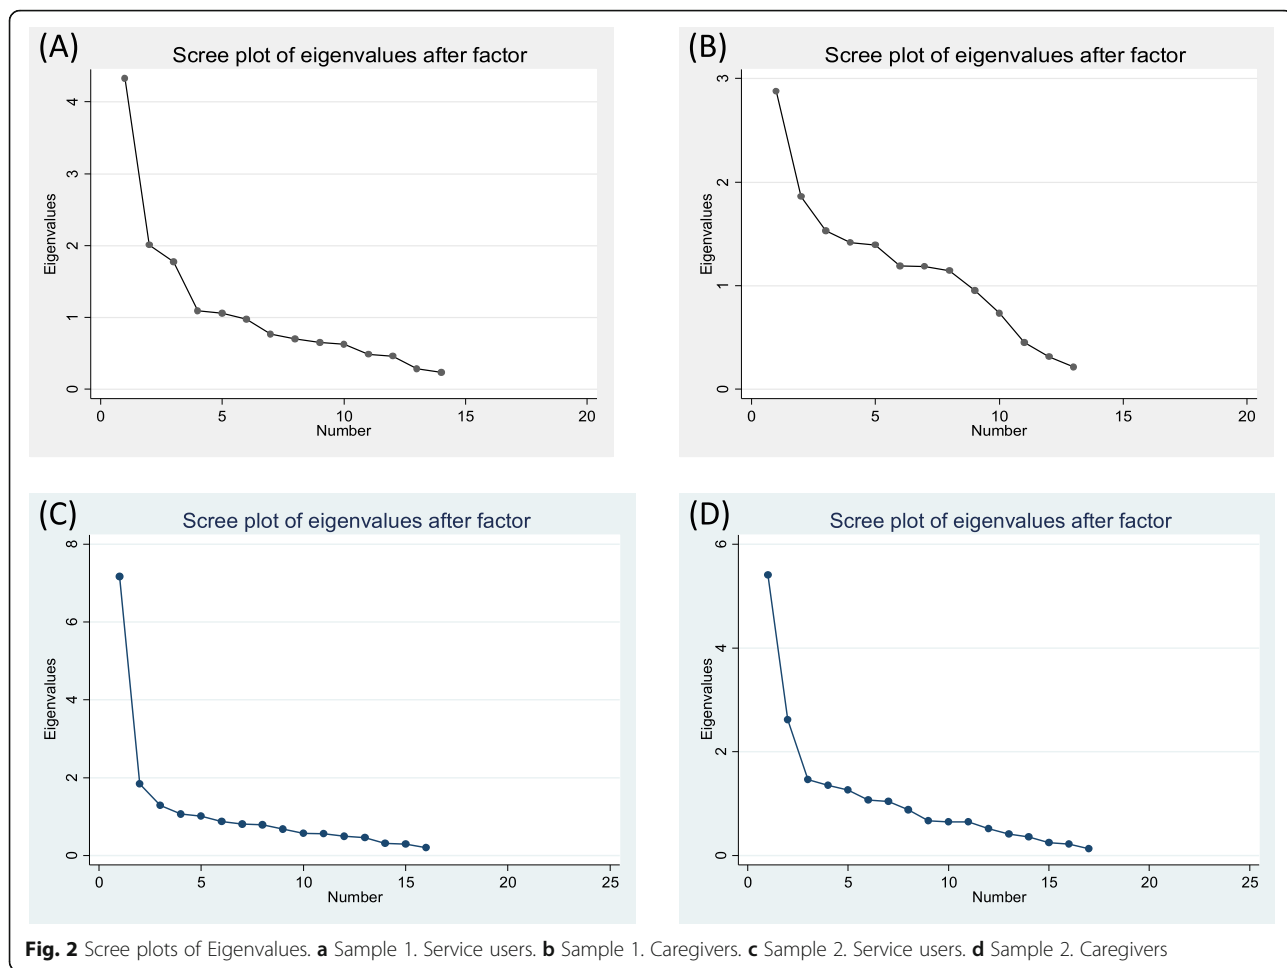 (A)
Scree plot of eigenvalues after factor
Eigenvalues
4
3
2
1
0
0 5 10 15 20
Number
(B)
Scree plot of eigenvalues after factor
Eigenvalues
3
2
1
0
0 5 10 15 20
Number
(C)
Scree plot of eigenvalues after factor
Eigenvalues
8
6
4
2
0
0 5 10 15 20 25
Number
(D)
Scree plot of eigenvalues after factor
Eigenvalues
6
4
2
0
0 5 10 15 20 25
Number
Fig. 2 Scree plots of Eigenvalues. a Sample 1. Service users. b Sample 1. Caregivers. c Sample 2. Service users. d Sample 2. Caregivers